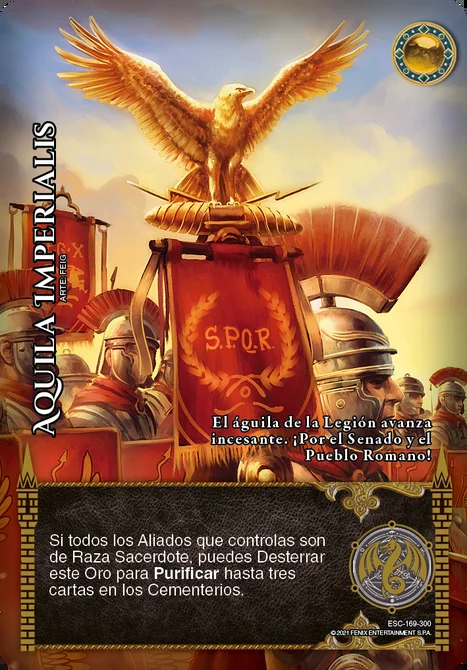 AQUILA IMPERIALIS
ARTE: FEIG
S.P.Q.R.
El águila de la Legión avanza
incesante. ¡Por el Senado y el
Pueblo Romano!
Si todos los Aliados que controlas son
de Raza Sacerdote, puedes Desterrar
este Oro para Purificar hasta tres
cartas en los Cementerios.
ESC-169-300
©2021 FENIX ENTERTAINMENT S.P.A.